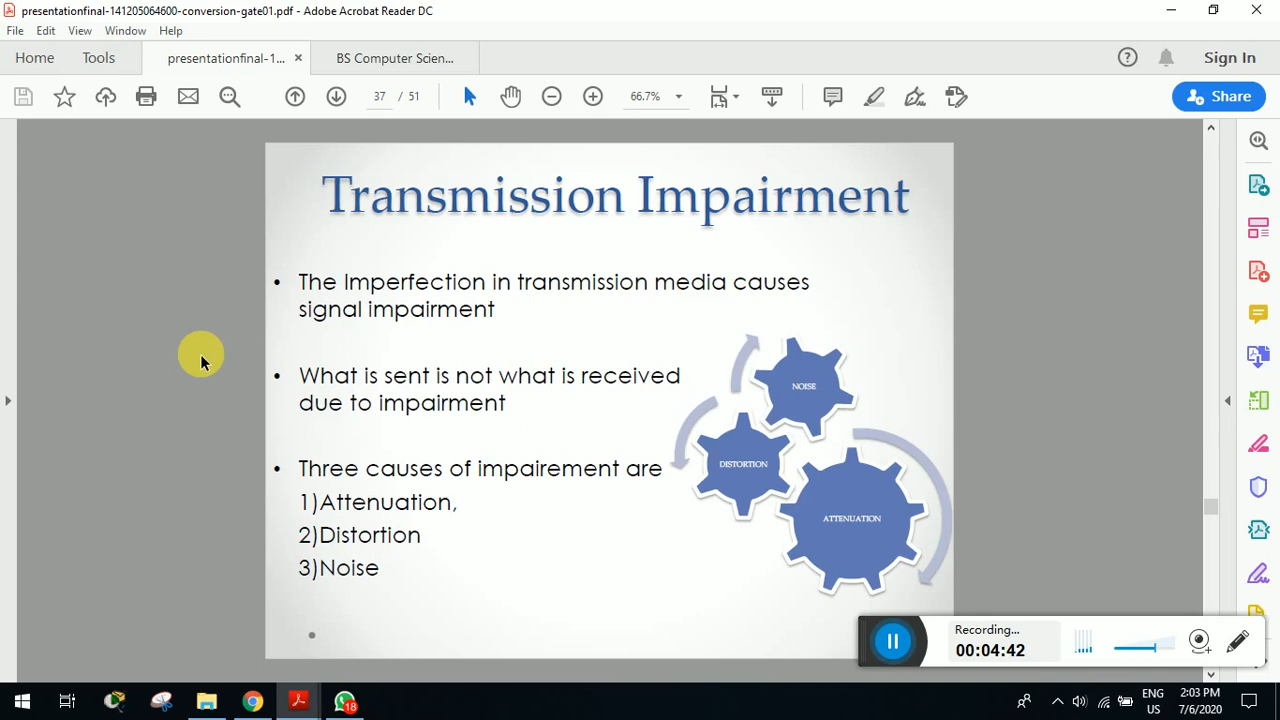 presentationfinal-141205064600-conversion-gate01.pdf - Adobe Acrobat Reader DC
File Edit View Window Help
Home Tools presentationfinal-1... × BS Computer Scien... Sign In
37 / 51 66.7% Share
Transmission Impairment
• The Imperfection in transmission media causes
signal impairment
• What is sent is not what is received
due to impairment
• Three causes of impairement are
1)Attenuation,
2)Distortion
3)Noise
NOISE
DISTORTION
ATTENUATION
Recording...
00:04:42
18
ENG
US
2:03 PM
7/6/2020